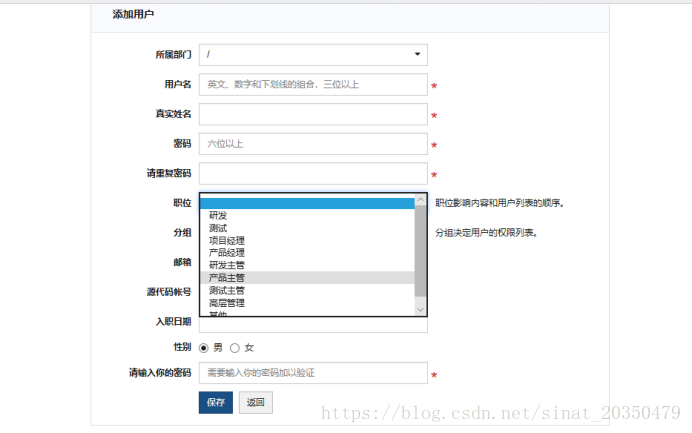 添加用户
所属部门 /
用户名 英文、数字和下划线的组合，三位以上 *
真实姓名 *
密码 六位以上 *
请重复密码 *
职位 职位影响内容和用户列表的顺序。
研发
测试
分组 分组决定用户的权限列表。
项目经理
产品经理
邮箱
研发主管
产品主管
源代码帐号
测试主管
高层管理
其他
入职日期
性别 男 女
请输入你的密码 需要输入你的密码加以验证 *
保存 返回
https://blog.csdn.net/sinat_20350479